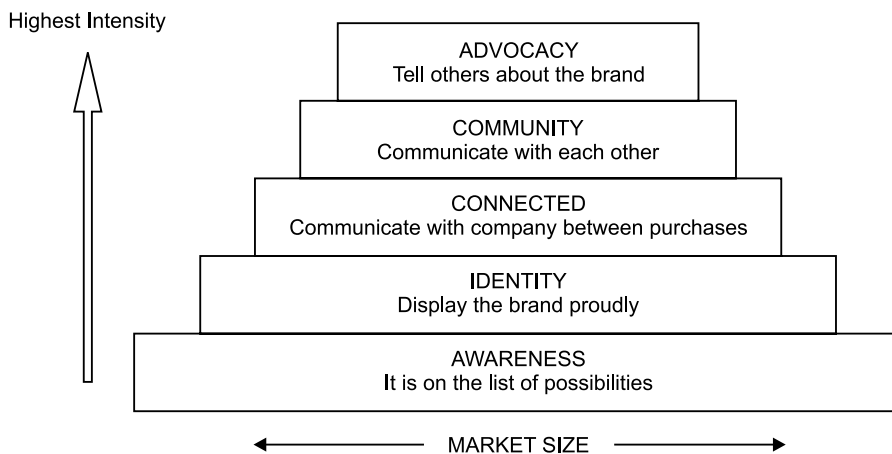 Highest Intensity
ADVOCACY
Tell others about the brand
COMMUNITY
Communicate with each other
CONNECTED
Communicate with company between purchases
IDENTITY
Display the brand proudly
AWARENESS
It is on the list of possibilities
MARKET SIZE